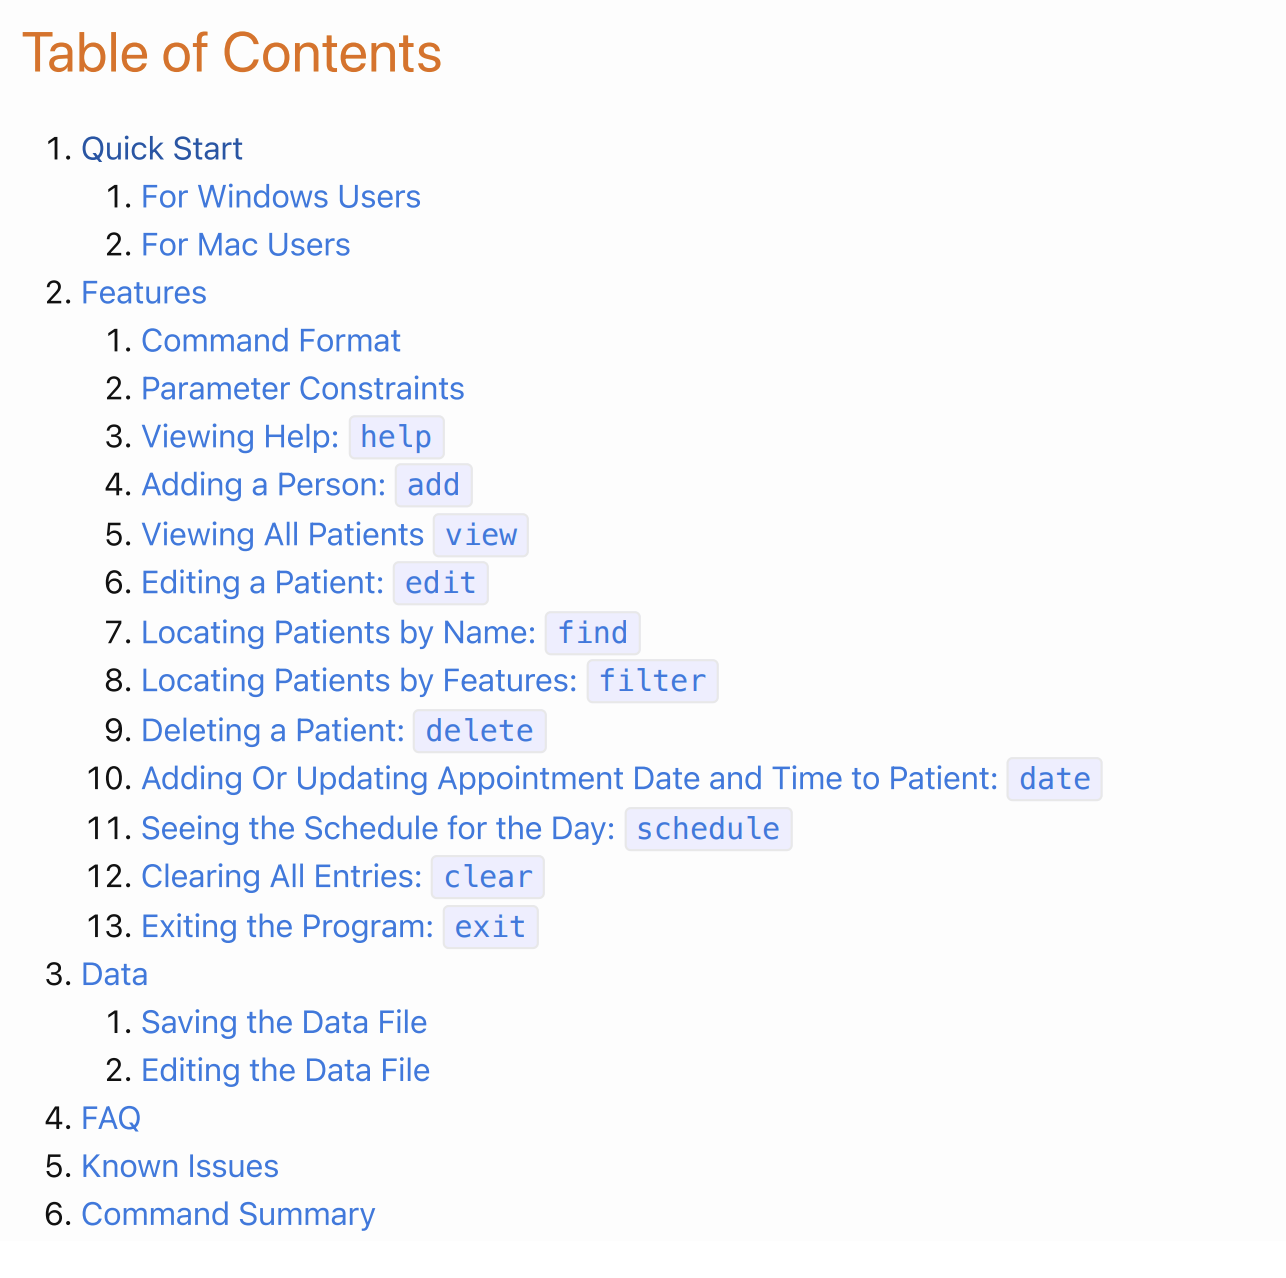 Table of Contents
1. Quick Start
1. For Windows Users
2. For Mac Users
2. Features
1. Command Format
2. Parameter Constraints
3. Viewing Help: help
4. Adding a Person: add
5. Viewing All Patients view
6. Editing a Patient: edit
7. Locating Patients by Name: find
8. Locating Patients by Features: filter
9. Deleting a Patient: delete
10. Adding Or Updating Appointment Date and Time to Patient: date
11. Seeing the Schedule for the Day: schedule
12. Clearing All Entries: clear
13. Exiting the Program: exit
3. Data
1. Saving the Data File
2. Editing the Data File
4. FAQ
5. Known Issues
6. Command Summary